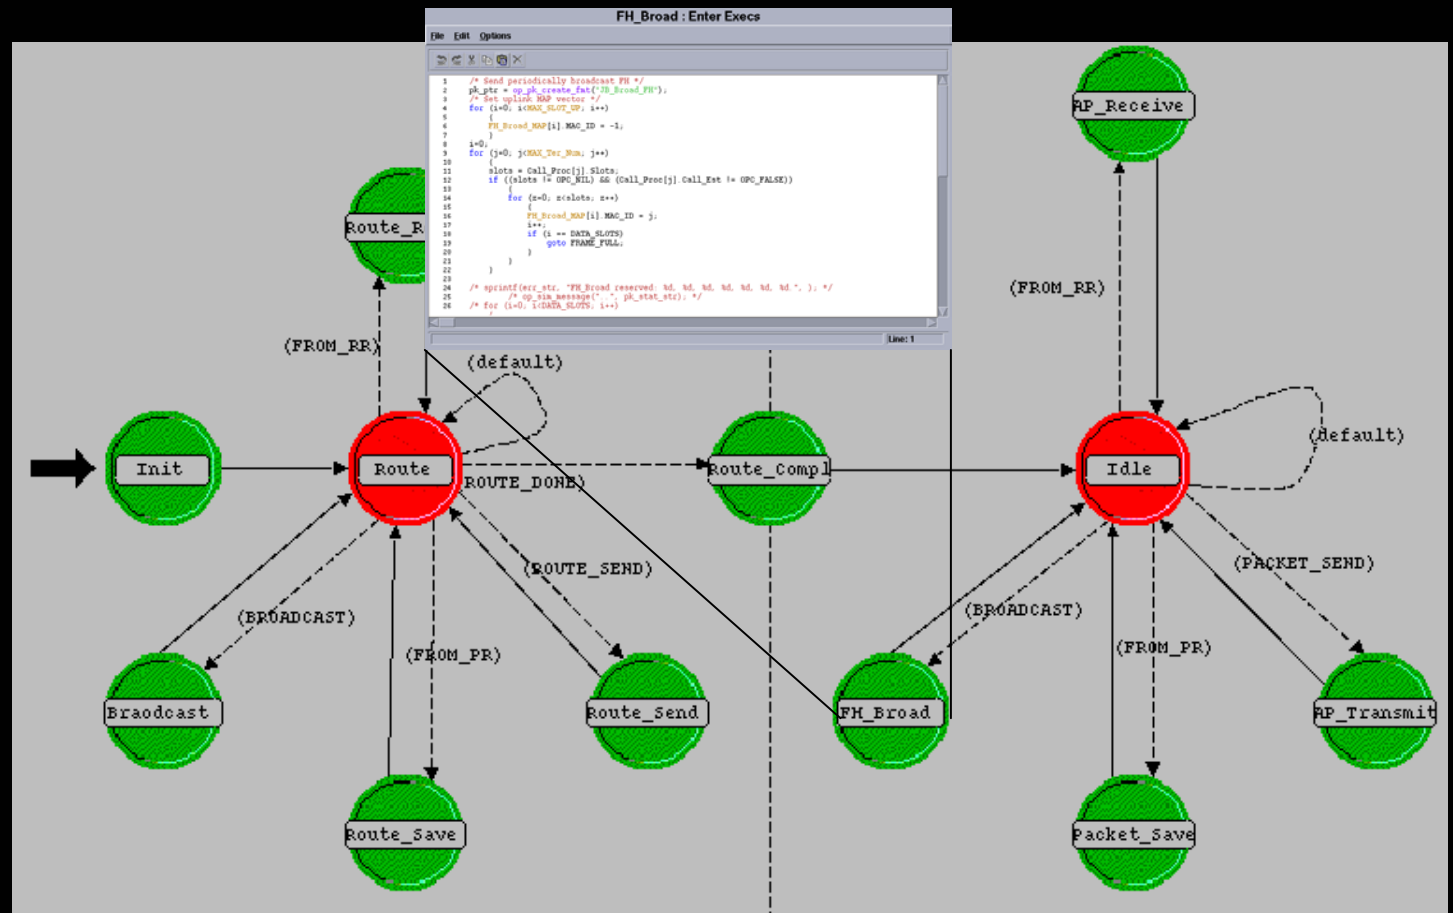 FH_Broad : Enter Execs
File Edit Options
1 /* Send periodically broadcast FH */
2 pk_ptr = op_pk_create_fmt("JB_Broad_FH");
3 /* Set uplink MAP vector */
4 for (i=0; i<MAX_SLOT_UP; i++)
5 {
6 FH_Broad_MAP[i].MAC_ID = -1;
7 }
8 i=0;
9 for (j=0; j<MAX_Ter_Num; j++)
10 {
11 slots = Call_Proc[j].Slots;
12 if ((slots != OPC_NIL) && (Call_Proc[j].Call_Est != OPC_FALSE))
13 {
14 for (z=0; z<slots; z++)
15 {
16 FH_Broad_MAP[i].MAC_ID = j;
17 i++;
18 if (i == DATA_SLOTS)
19 goto FRAME_FULL;
20 }
21 }
22 }
23
24 /* sprintf(err_str, "FH_Broad reserved: %d, %d, %d, %d, %d, %d, %d.", ); */
25 /* op_sim_message("..", pk_stat_str); */
26 /* for (i=0; i<DATA_SLOTS; i++)
Line: 1
AP_Receive
Route_R
(FROM_RR)
(FROM_RR)
(default)
(default)
Init
Route
Route_Compl
Idle
ROUTE_DONE)
(ROUTE_SEND)
(PACKET_SEND)
(BROADCAST)
(BROADCAST)
(FROM_PR)
(FROM_PR)
Braodcast
Route_Send
FH_Broad
AP_Transmit
Route_Save
Packet_Save